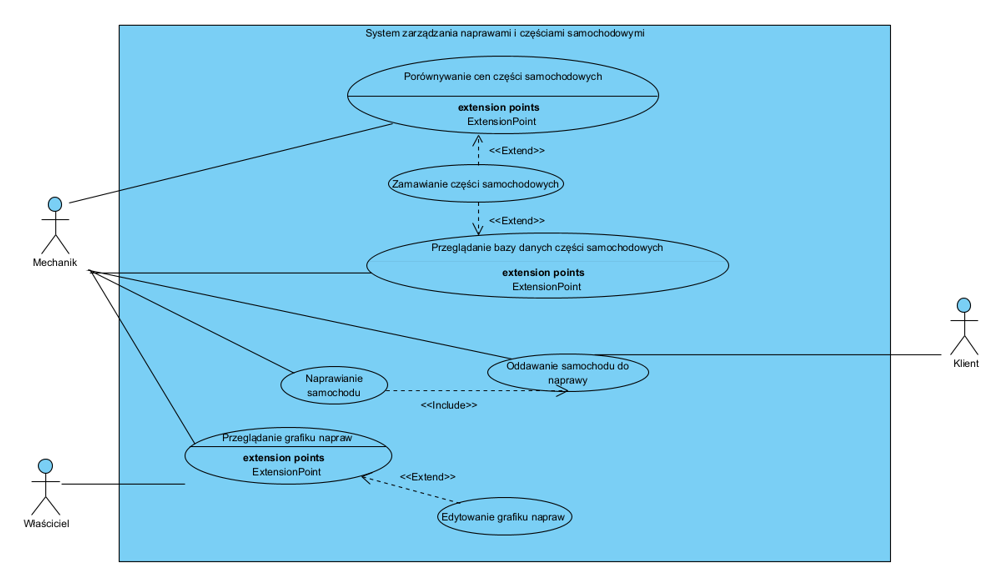 System zarządzania naprawami i częściami samochodowymi
Porównywanie cen części samochodowych
extension points
ExtensionPoint
<<Extend>>
Zamawianie części samochodowych
<<Extend>>
Przeglądanie bazy danych części samochodowych
extension points
ExtensionPoint
Mechanik
Klient
Oddawanie samochodu do
naprawy
Naprawianie
samochodu
<<Include>>
Przeglądanie grafiku napraw
extension points
ExtensionPoint
<<Extend>>
Edytowanie grafiku napraw
Właściciel